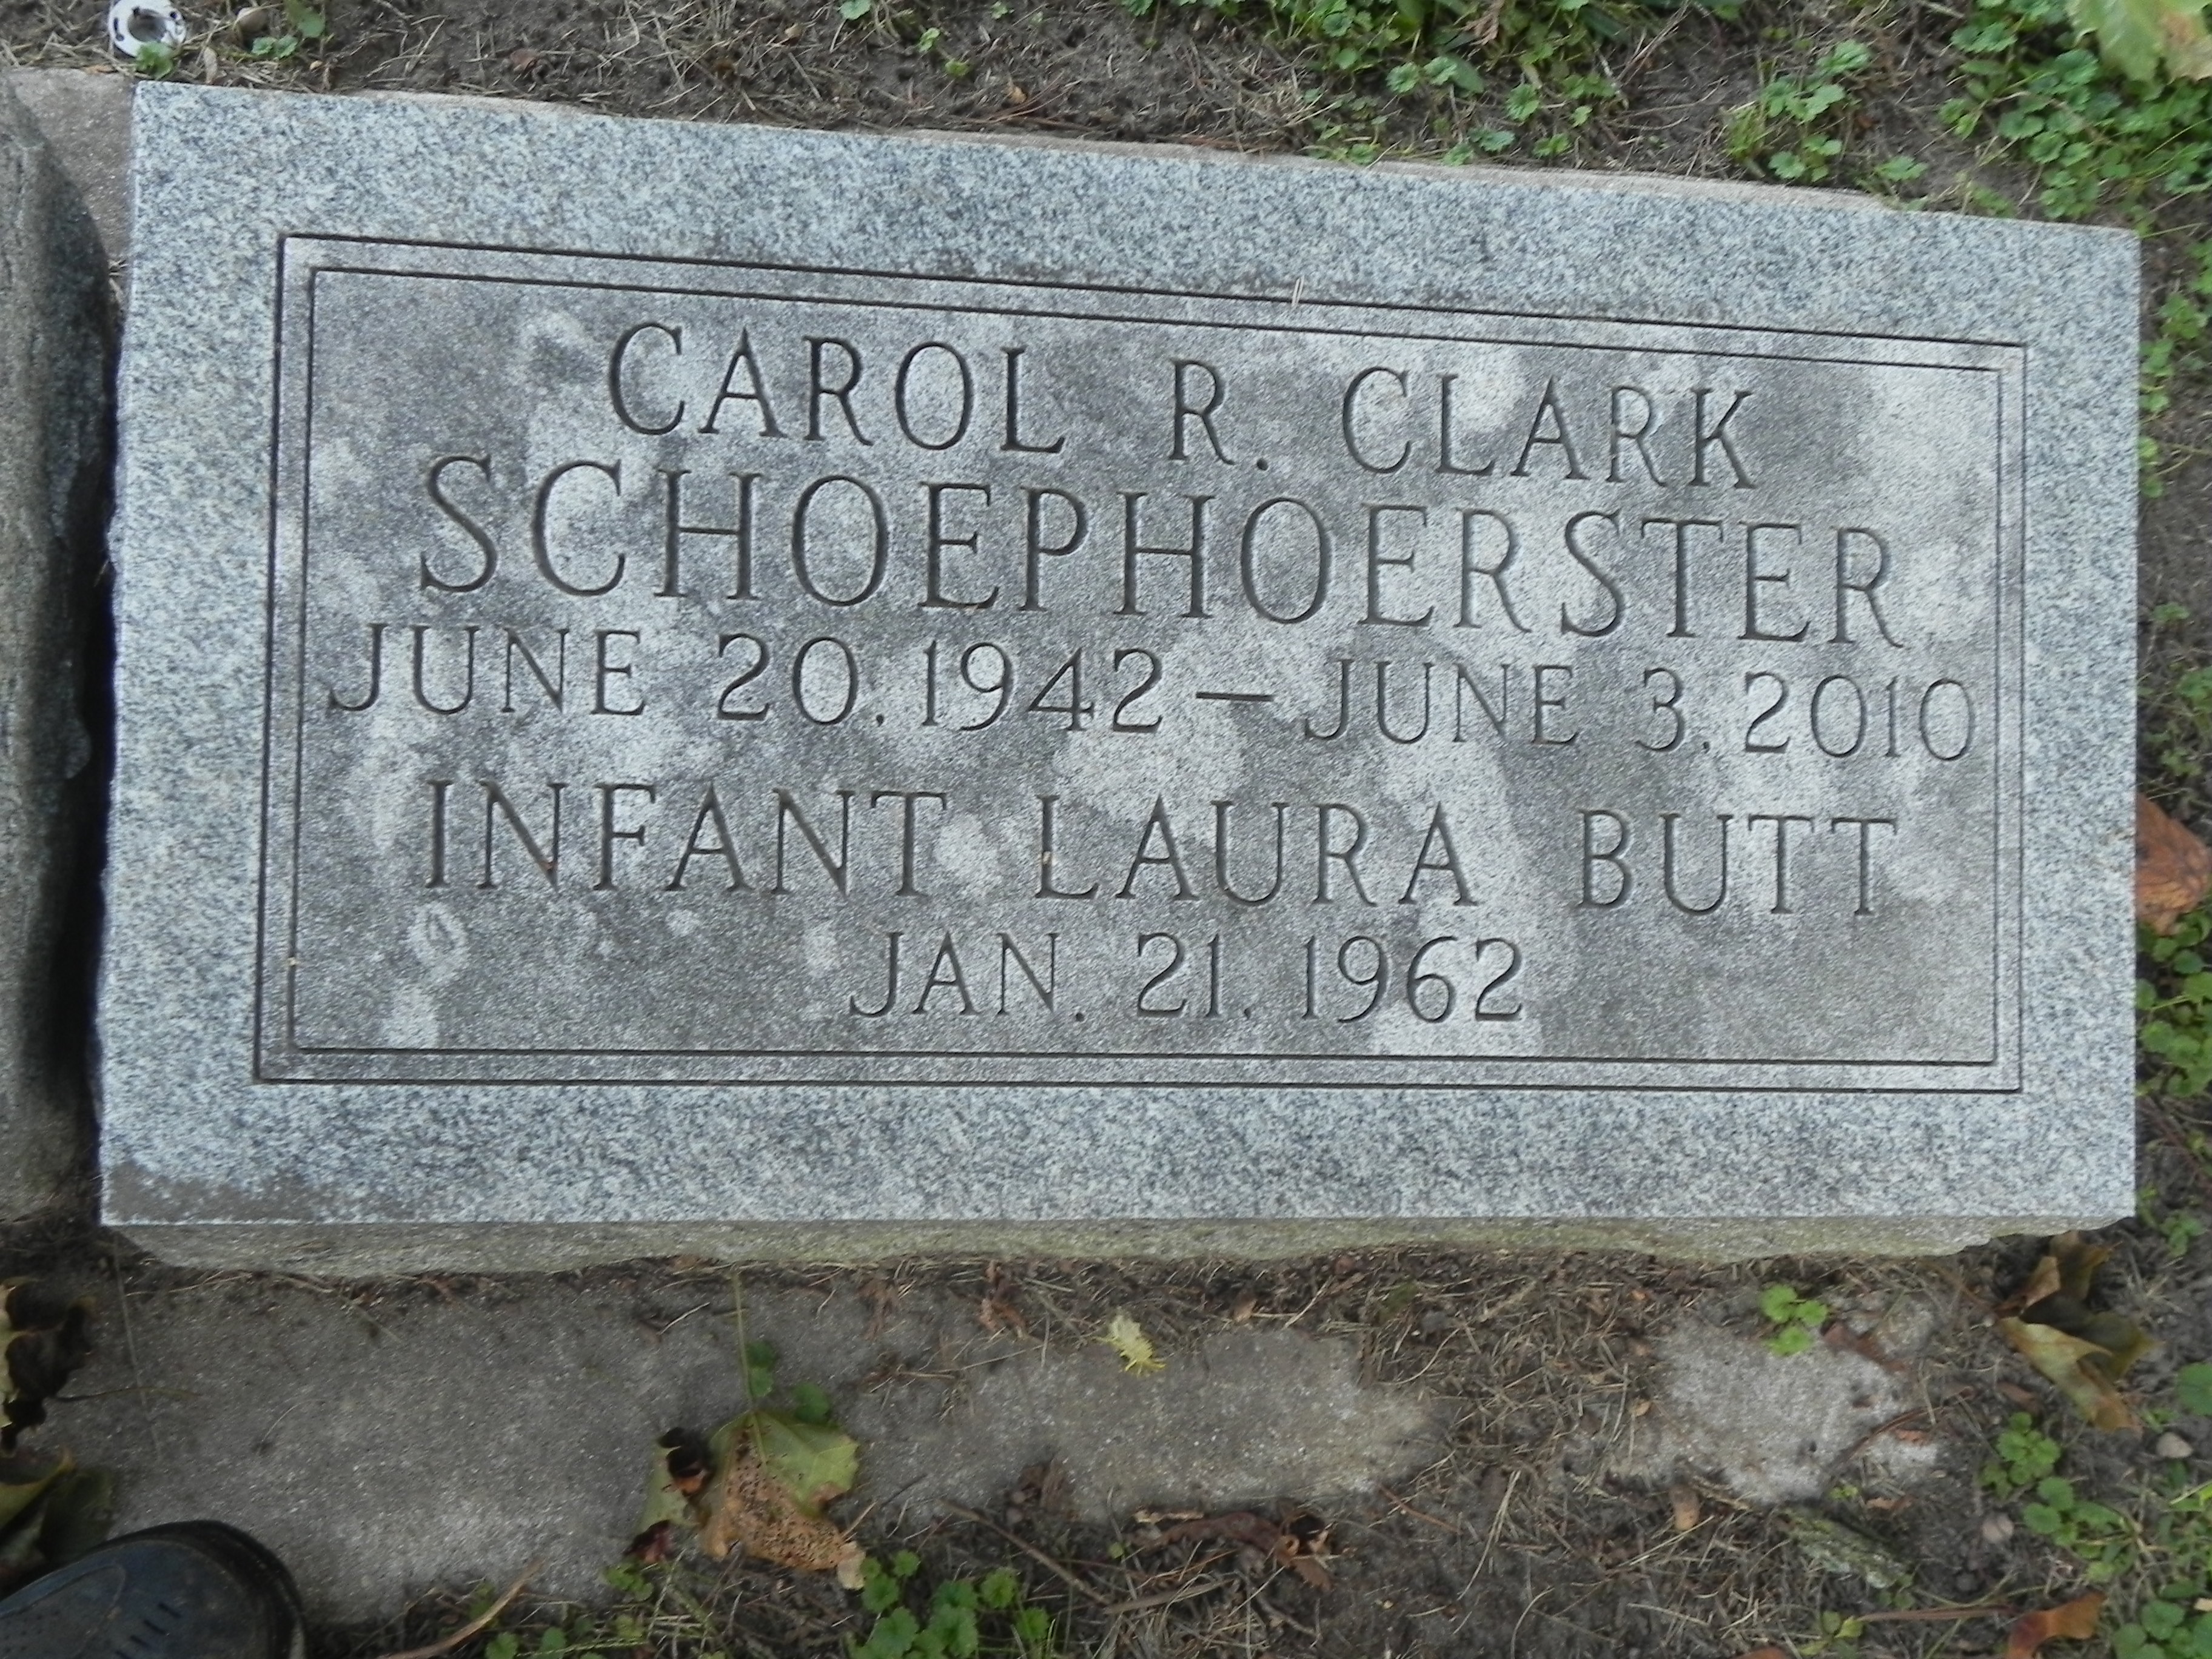 CAROL R. CLARK
SCHOEPHOERSTER
JUNE 20, 1942 – JUNE 3, 2010
INFANT LAURA BUTT
JAN. 21, 1962